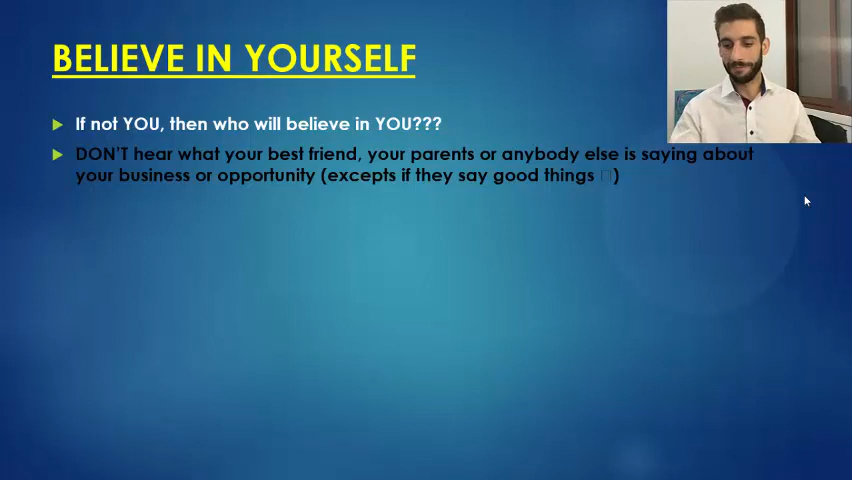 BELIEVE IN YOURSELF
If not YOU, then who will believe in YOU???
DON'T hear what your best friend, your parents or anybody else is saying about
your business or opportunity (excepts if they say good things )